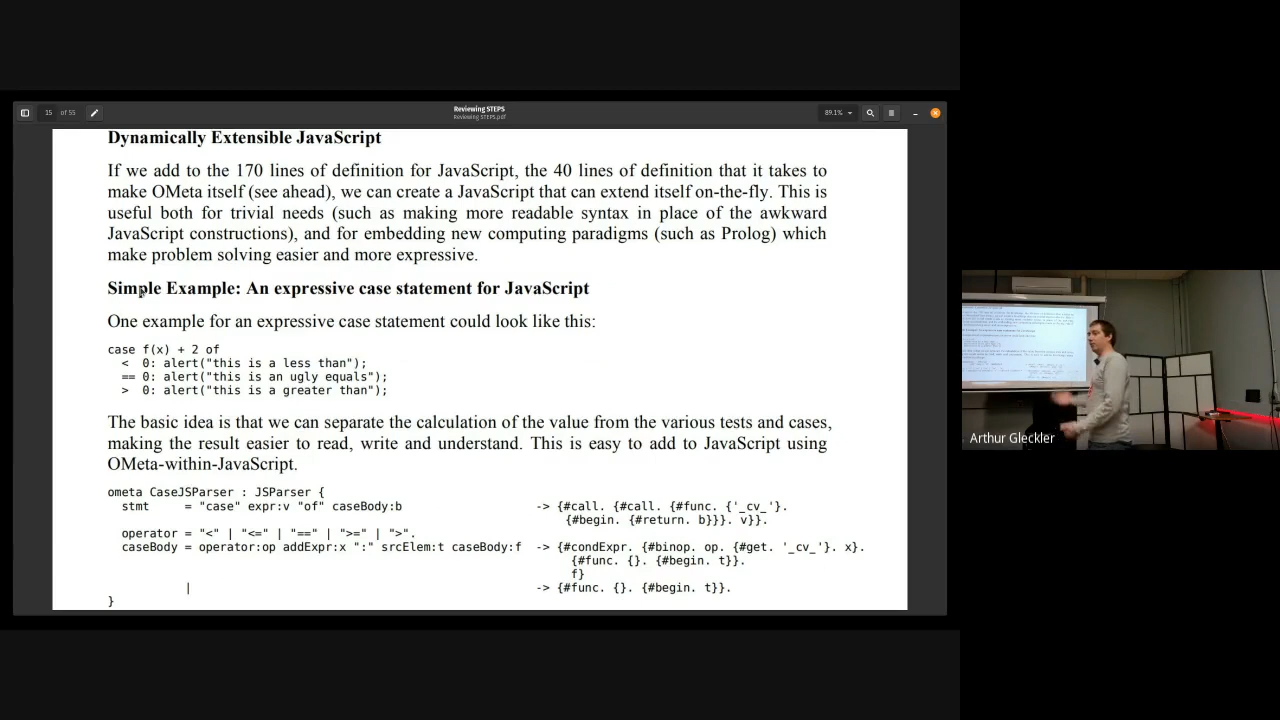 15 of 55
Reviewing STEPS
Reviewing STEPS.pdf
89.1%
Dynamically Extensible JavaScript
If we add to the 170 lines of definition for JavaScript, the 40 lines of definition that it takes to
make OMeta itself (see ahead), we can create a JavaScript that can extend itself on-the-fly. This is
useful both for trivial needs (such as making more readable syntax in place of the awkward
JavaScript constructions), and for embedding new computing paradigms (such as Prolog) which
make problem solving easier and more expressive.
Simple Example: An expressive case statement for JavaScript
One example for an expressive case statement could look like this:
case f(x) + 2 of
  <  0: alert("this is a less than");
  == 0: alert("this is an ugly equals");
  >  0: alert("this is a greater than");
The basic idea is that we can separate the calculation of the value from the various tests and cases,
making the result easier to read, write and understand. This is easy to add to JavaScript using
OMeta-within-JavaScript.
ometa CaseJSParser : JSParser {
  stmt     = "case" expr:v "of" caseBody:b -> {#call. {#call. {#func. {'_cv_'}.
{#begin. {#return. b}}}. v}}.
  operator = "<" | "<=" | "==" | ">=" | ">".
  caseBody = operator:op addExpr:x ":" srcElem:t caseBody:f -> {#condExpr. {#binop. op. {#get. '_cv_'}. x}.
{#func. {}. {#begin. t}}.
f}
| -> {#func. {}. {#begin. t}}.
}
Arthur Gleckler